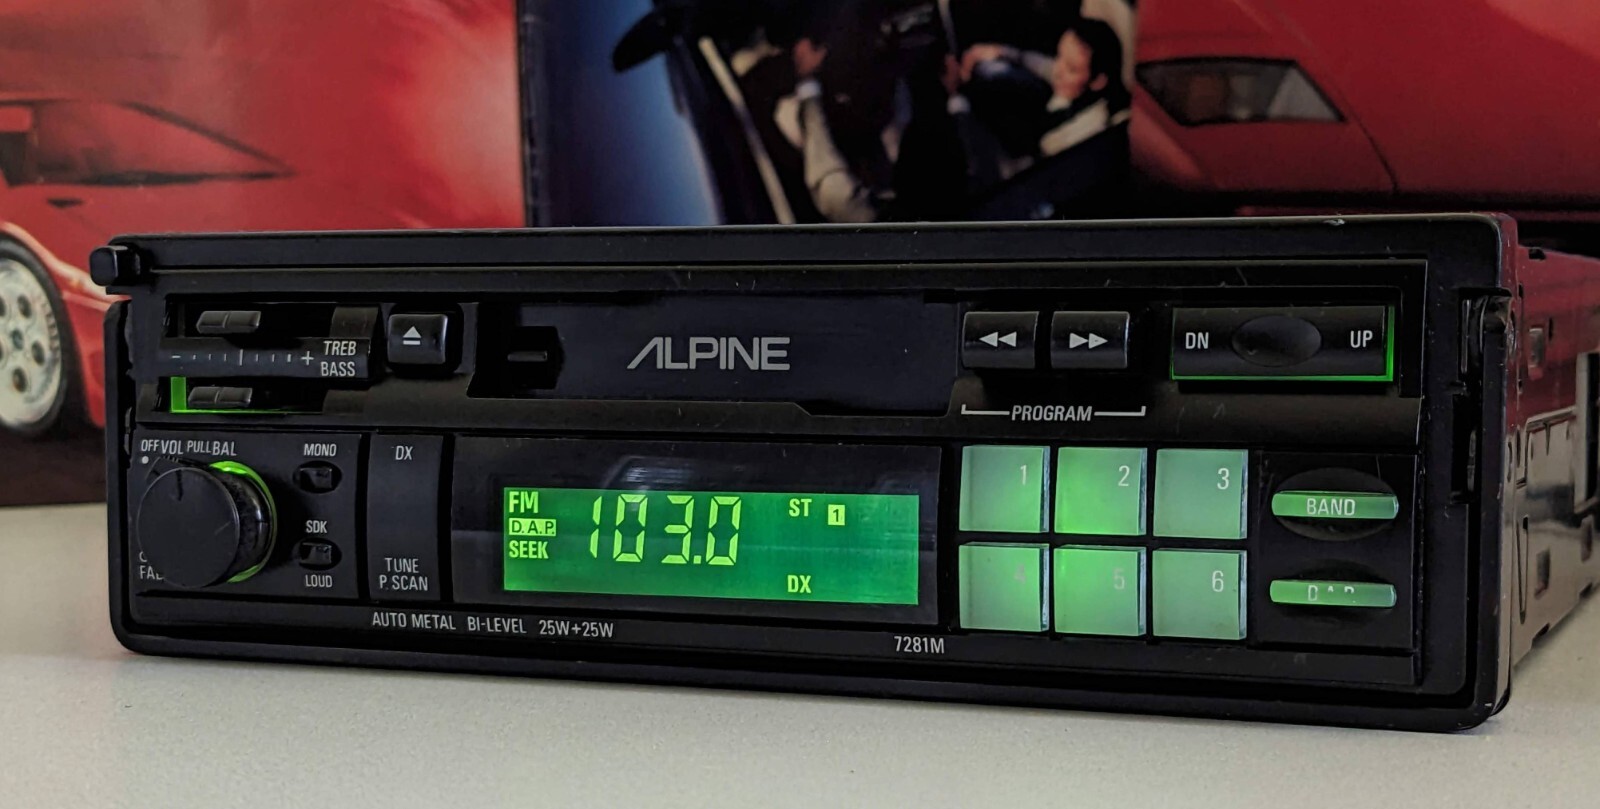 TREB
BASS
ALPINE
DN UP
PROGRAM
OFF VOL PULL BAL
MONO
SDK
LOUD
DX
TUNE
P.SCAN
FM
D.A.P.
SEEK
103.0
ST 1
DX
1 2 3
4 5 6
BAND
AUTO METAL BI-LEVEL 25W+25W
7281M